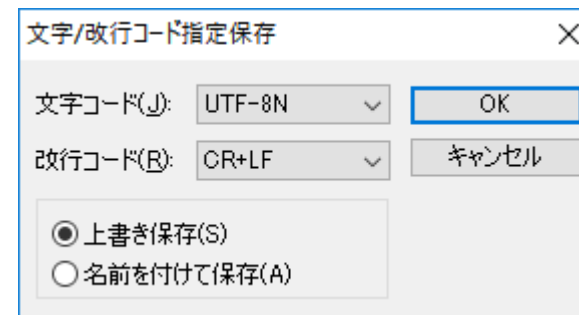 文字/改行コード指定保存
文字コード(J): UTF-8N OK
改行コード(R): CR+LF キャンセル
上書き保存(S)
名前を付けて保存(A)